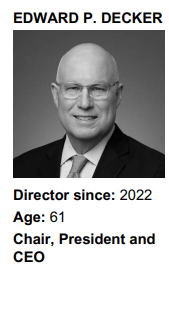 EDWARD P. DECKER
Director since: 2022
Age: 61
Chair, President and
CEO